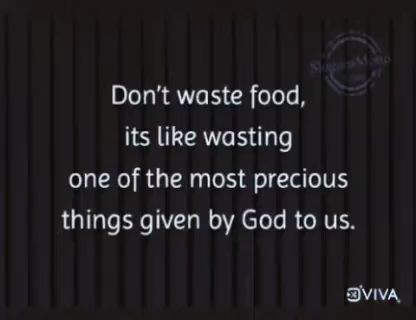 Don't waste food,
its like wasting
one of the most precious
things given by God to us.
VIVA